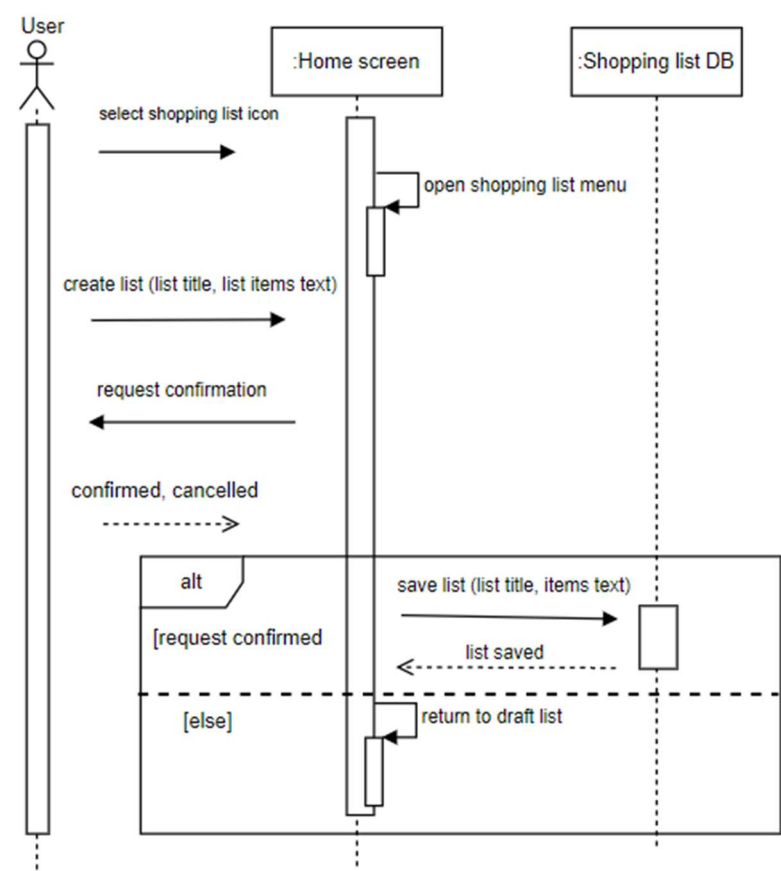 User
:Home screen
:Shopping list DB
select shopping list icon
open shopping list menu
create list (list title, list items text)
request confirmation
confirmed, cancelled
alt
save list (list title, items text)
[request confirmed
list saved
[else]
return to draft list